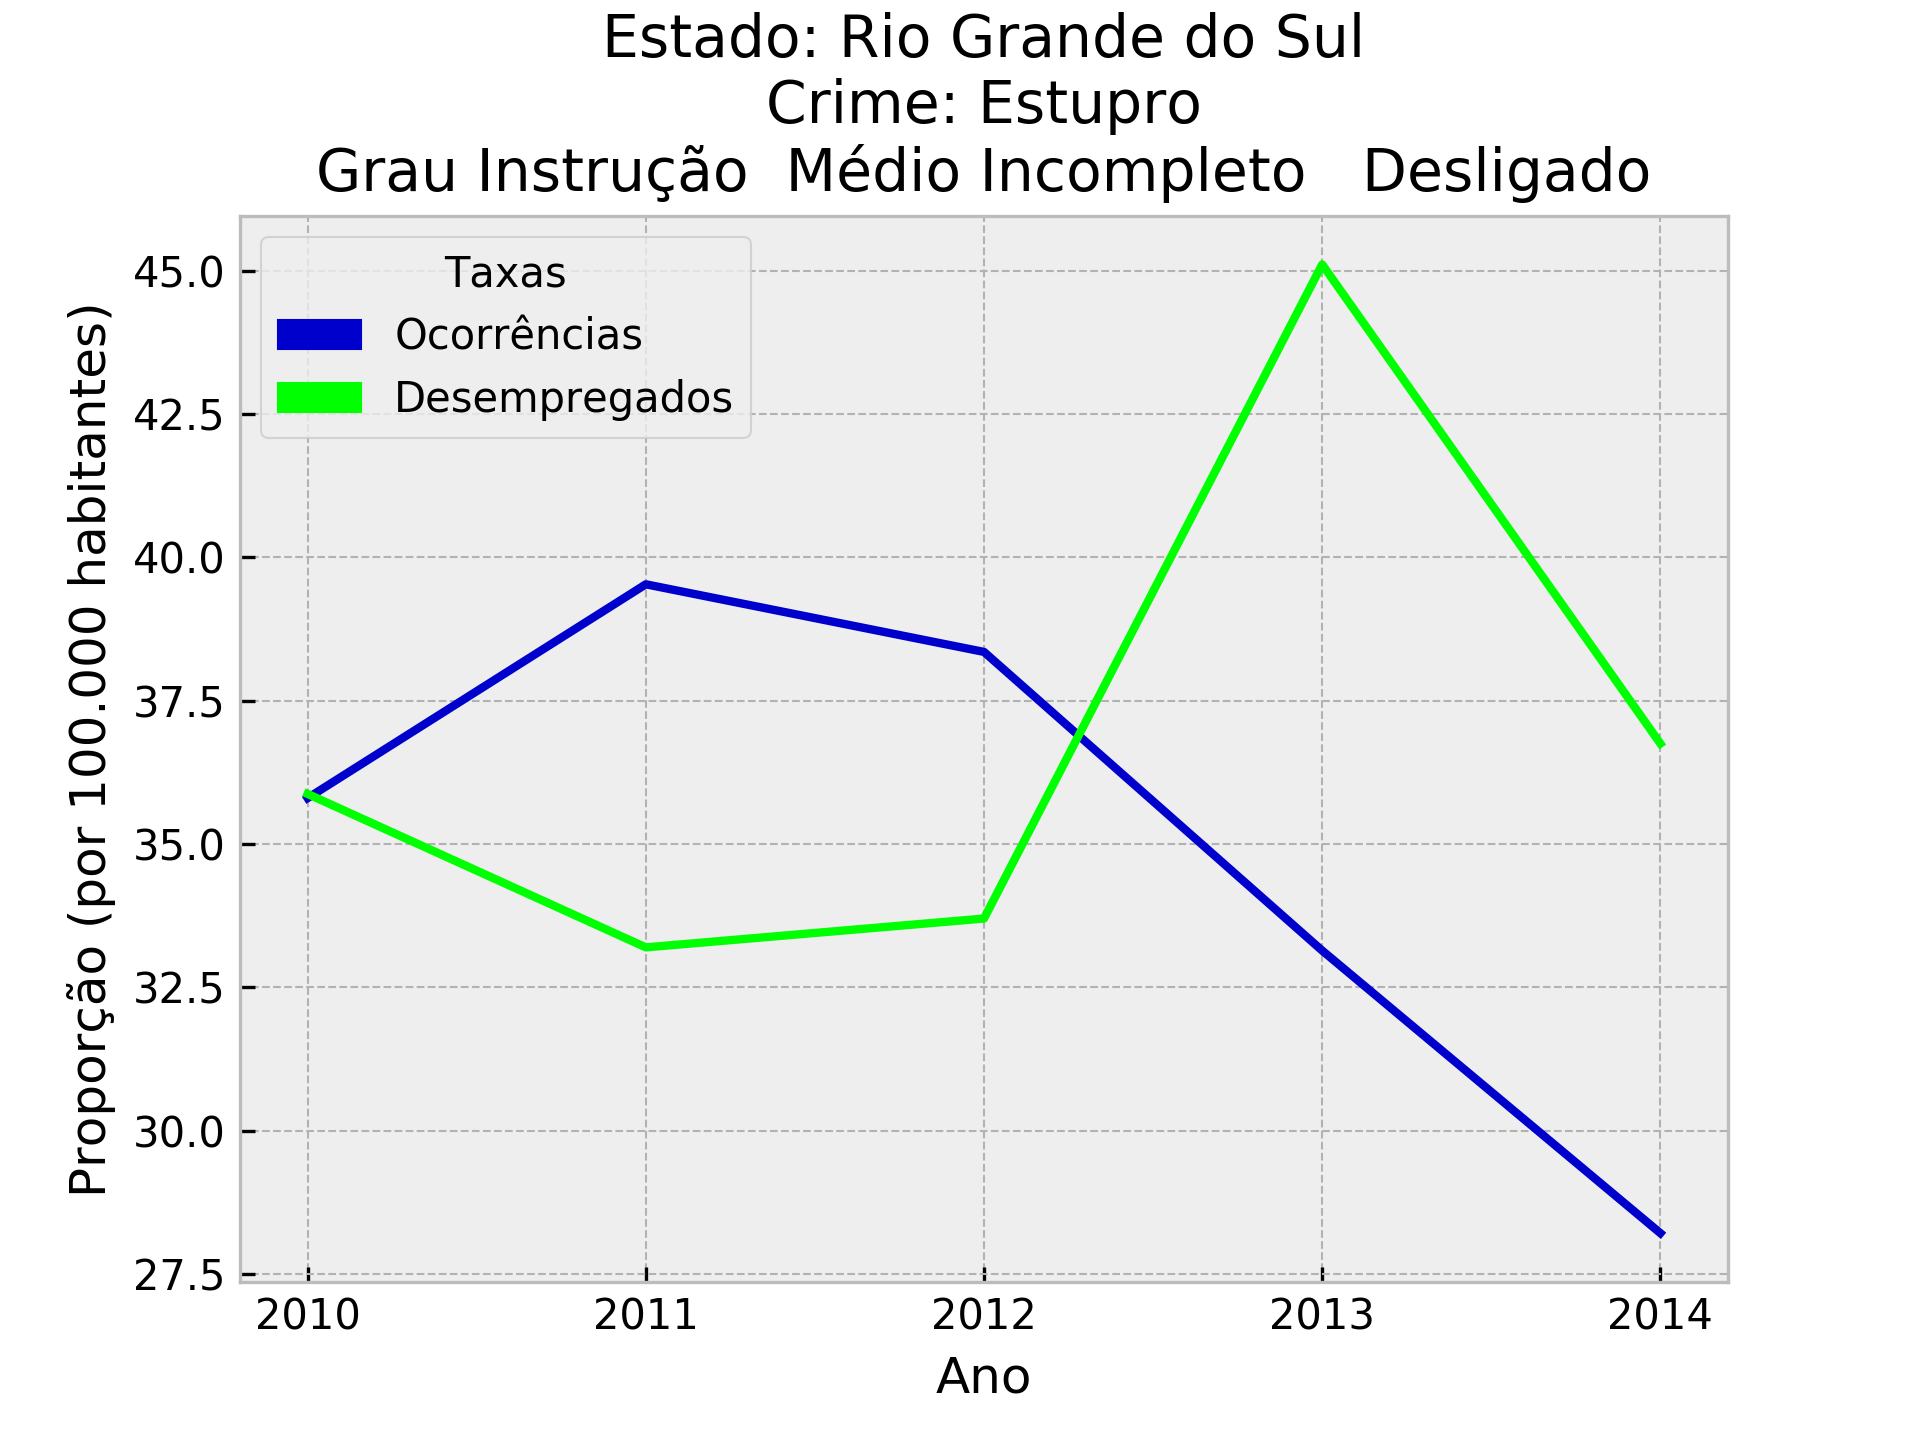 Estado: Rio Grande do Sul
Crime: Estupro
Grau Instrução  Médio Incompleto   Desligado
Taxas
Ocorrências
Desempregados
Proporção (por 100.000 habitantes)
45.0
42.5
40.0
37.5
35.0
32.5
30.0
27.5
2010 2011 2012 2013 2014
Ano